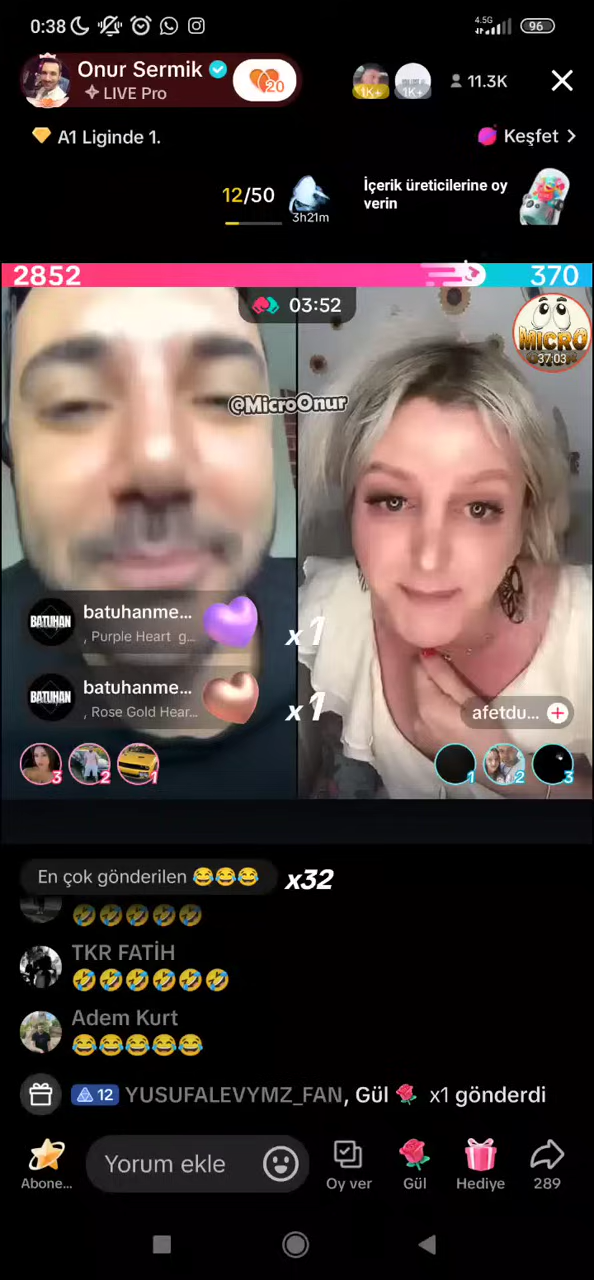 0:38
4.5G
96
Onur Sermik
LIVE Pro
20
1K+
1K+
11.3K
A1 Liginde 1.
Keşfet
12/50
3h21m
İçerik üreticilerine oy
verin
2852
370
03:52
MICRO
37:03
@MicroOnur
BATUHAN
batuhanme...
, Purple Heart g...
x1
BATUHAN
batuhanme...
, Rose Gold Hear...
x1
afetdu...
3
2
1
1
2
3
En çok gönderilen 😂😂😂
x32
🤣🤣🤣🤣🤣
TKR FATİH
🤣🤣🤣🤣🤣🤣
Adem Kurt
😂😂😂😂😂
12 YUSUFALEVYMZ_FAN, Gül 🌹 x1 gönderdi
Yorum ekle
Abone...
Oy ver
Gül
Hediye
289